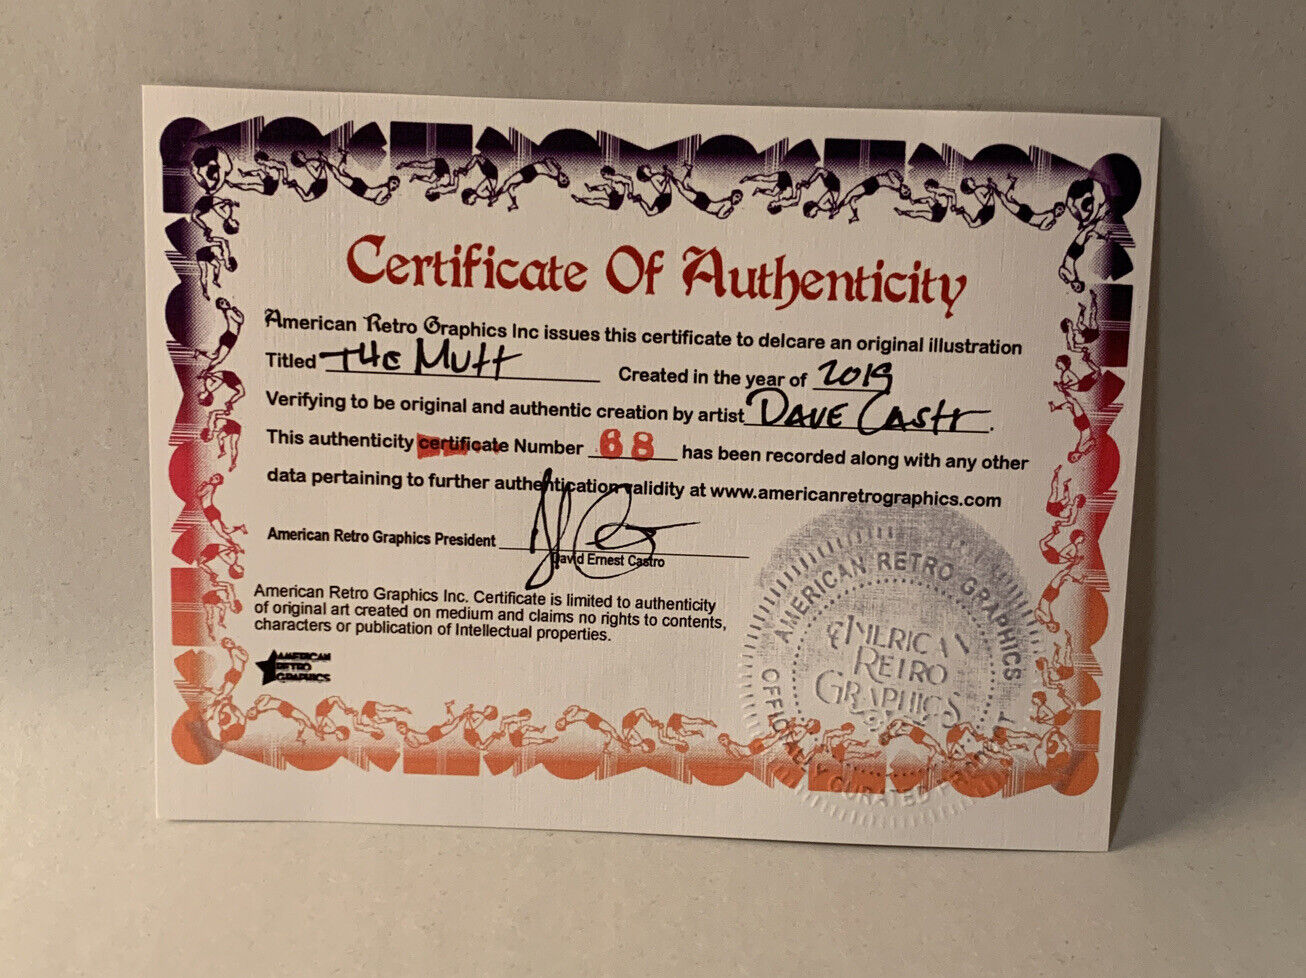 Certificate Of Authenticity
American Retro Graphics Inc issues this certificate to delcare an original illustration
Titled THE MUtt Created in the year of 2019
Verifying to be original and authentic creation by artist DAVE CAStr.
This authenticity certificate Number 68 has been recorded along with any other
data pertaining to further authentication validity at www.americanretrographics.com
American Retro Graphics President
David Ernest Castro
American Retro Graphics Inc. Certificate is limited to authenticity
of original art created on medium and claims no rights to contents,
characters or publication of Intellectual properties.
AMERICAN
RETRO
GRAPHICS
AMERICAN RETRO GRAPHICS
AMERICAN
RETRO
GRAPHICS
OFFICIALLY CURATED